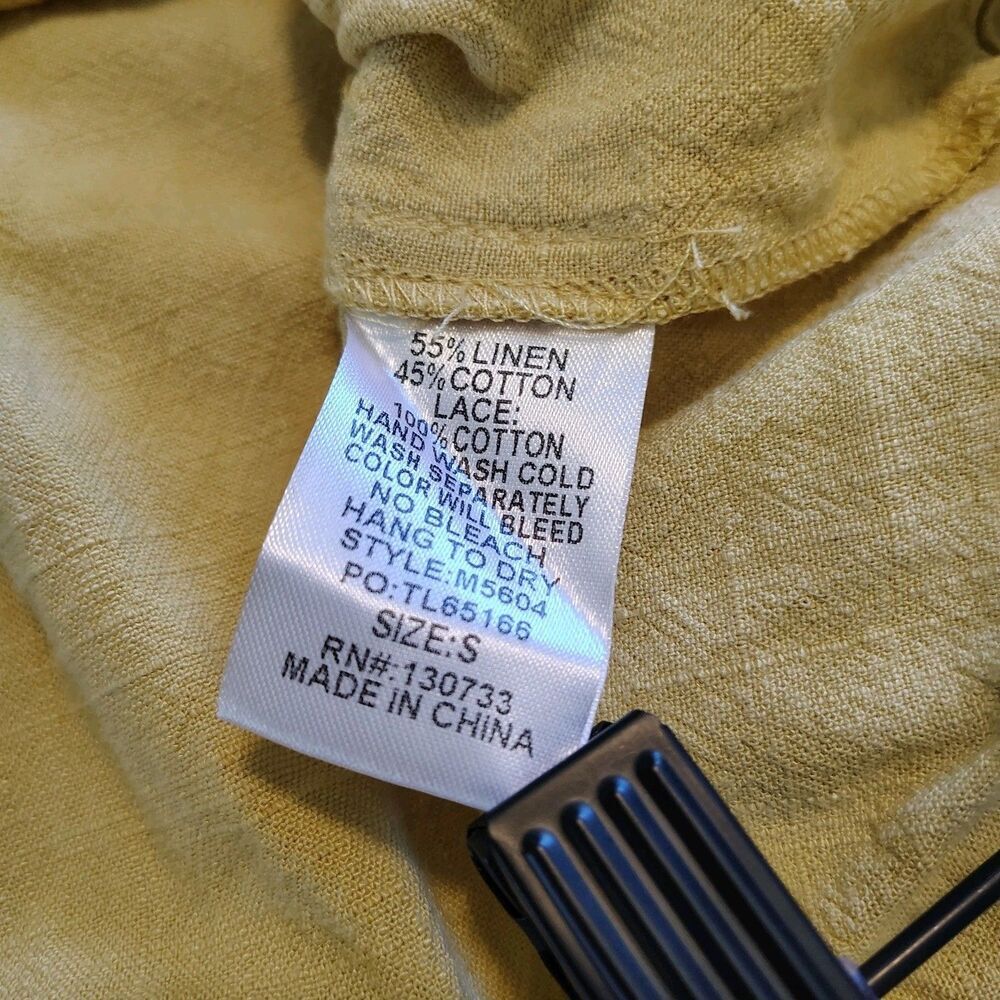 55% LINEN
45% COTTON
LACE:
100% COTTON
HAND WASH COLD
WASH SEPARATELY
COLOR WILL BLEED
NO BLEACH
HANG TO DRY
STYLE:M5604
PO:TL65166
SIZE:S
RN#:130733
MADE IN CHINA